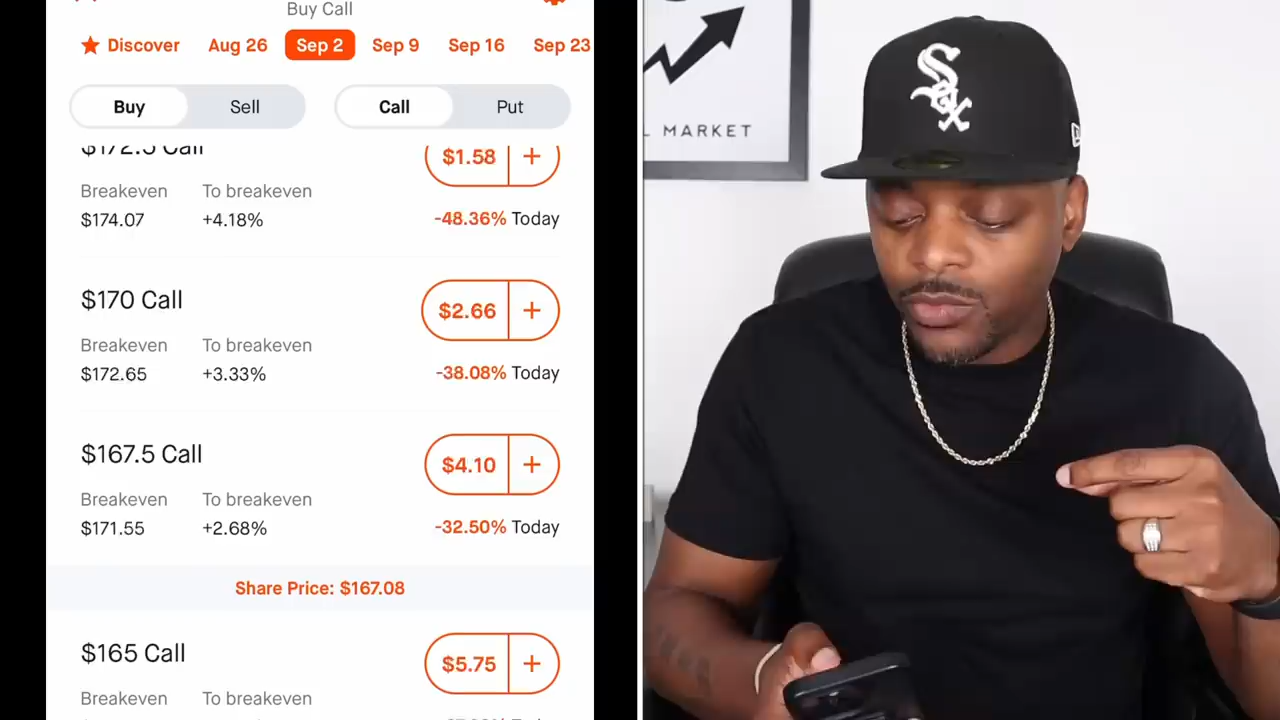 Buy Call
Discover Aug 26 Sep 2 Sep 9 Sep 16 Sep 23
Buy Sell Call Put
$172.5 Call
$1.58 +
Breakeven To breakeven
$174.07 +4.18%
-48.36% Today
$170 Call
$2.66 +
Breakeven To breakeven
$172.65 +3.33%
-38.08% Today
$167.5 Call
$4.10 +
Breakeven To breakeven
$171.55 +2.68%
-32.50% Today
Share Price: $167.08
$165 Call
$5.75 +
Breakeven To breakeven
MARKET
Sox